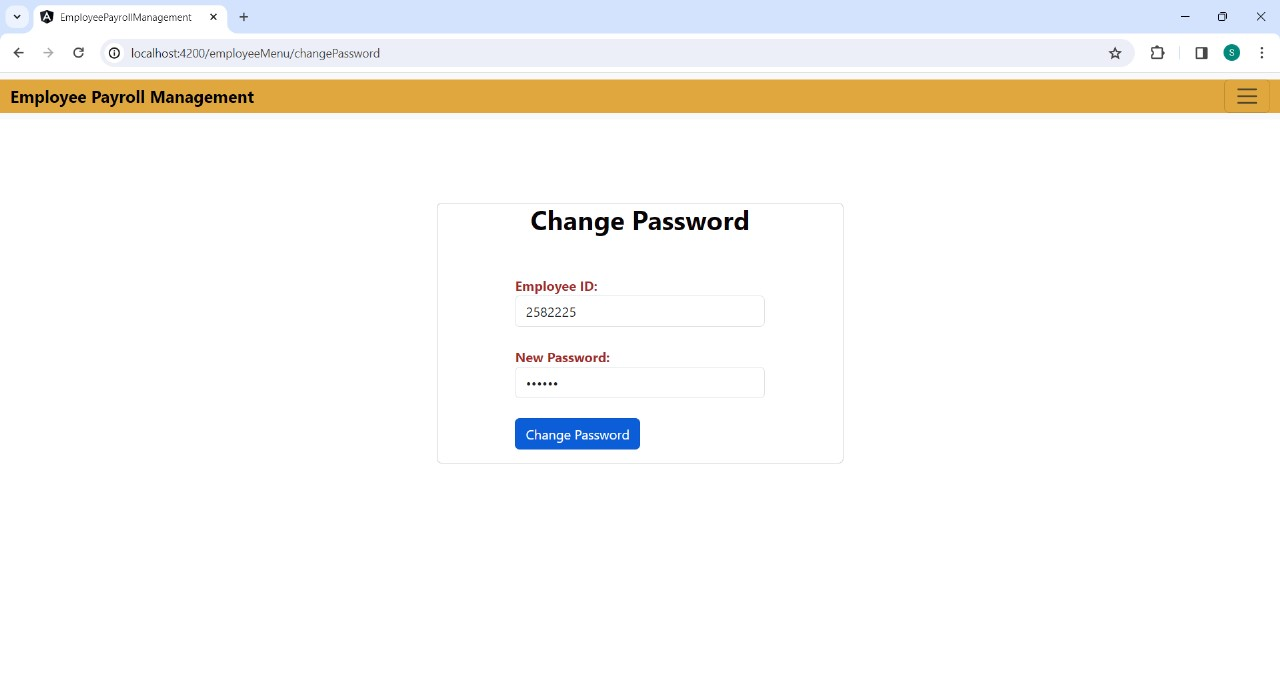 EmployeePayrollManagement
localhost:4200/employeeMenu/changePassword
S
Employee Payroll Management
Change Password
Employee ID:
2582225
New Password:
••••••
Change Password